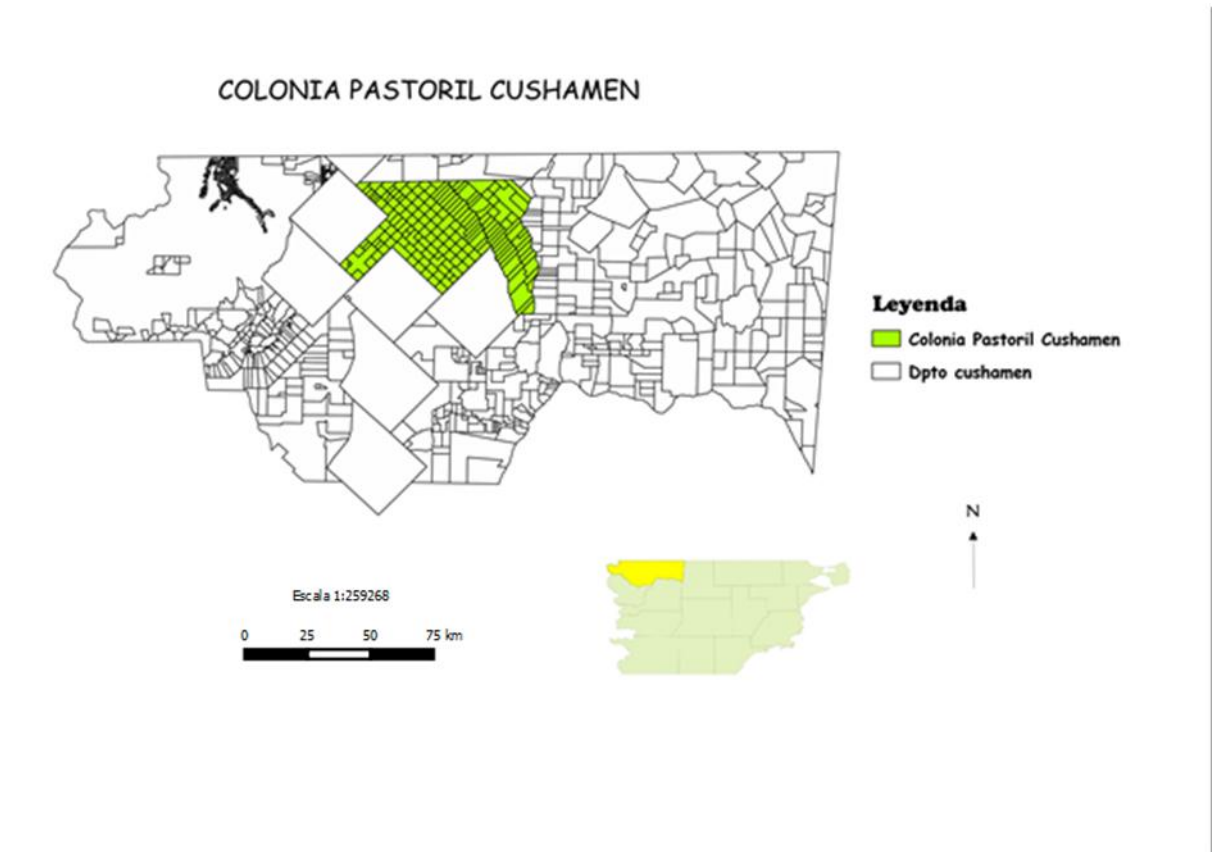 COLONIA PASTORIL CUSHAMEN
Leyenda
Colonia Pastoril Cushamen
Dpto cushamen
N
Escala 1:259268
0 25 50 75 km